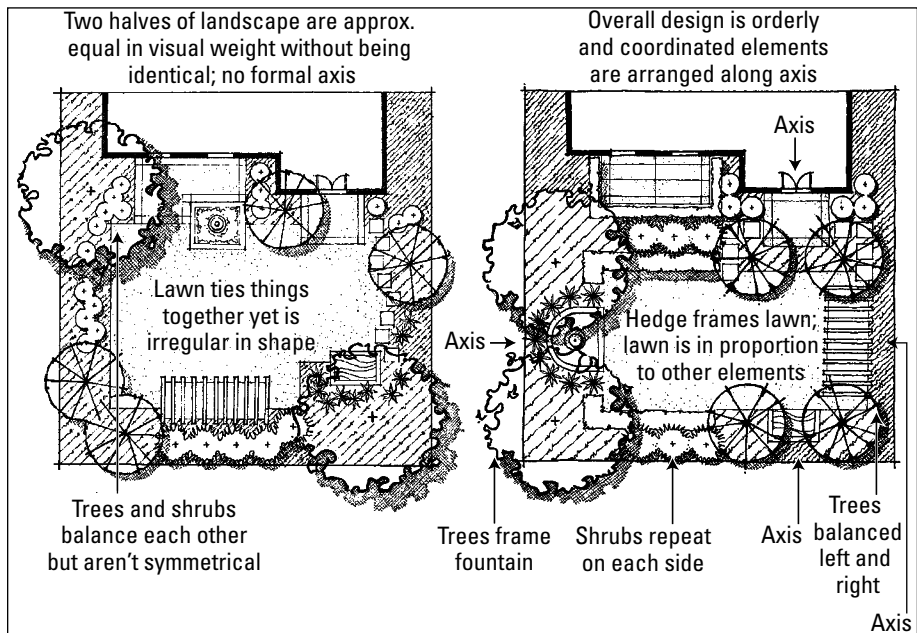 Two halves of landscape are approx.
equal in visual weight without being
identical; no formal axis
Overall design is orderly
and coordinated elements
are arranged along axis
Axis
Lawn ties things
together yet is
irregular in shape
Axis
Hedge frames lawn;
lawn is in proportion
to other elements
Trees and shrubs
balance each other
but aren't symmetrical
Trees frame
fountain
Shrubs repeat
on each side
Axis
Trees
balanced
left and
right
Axis